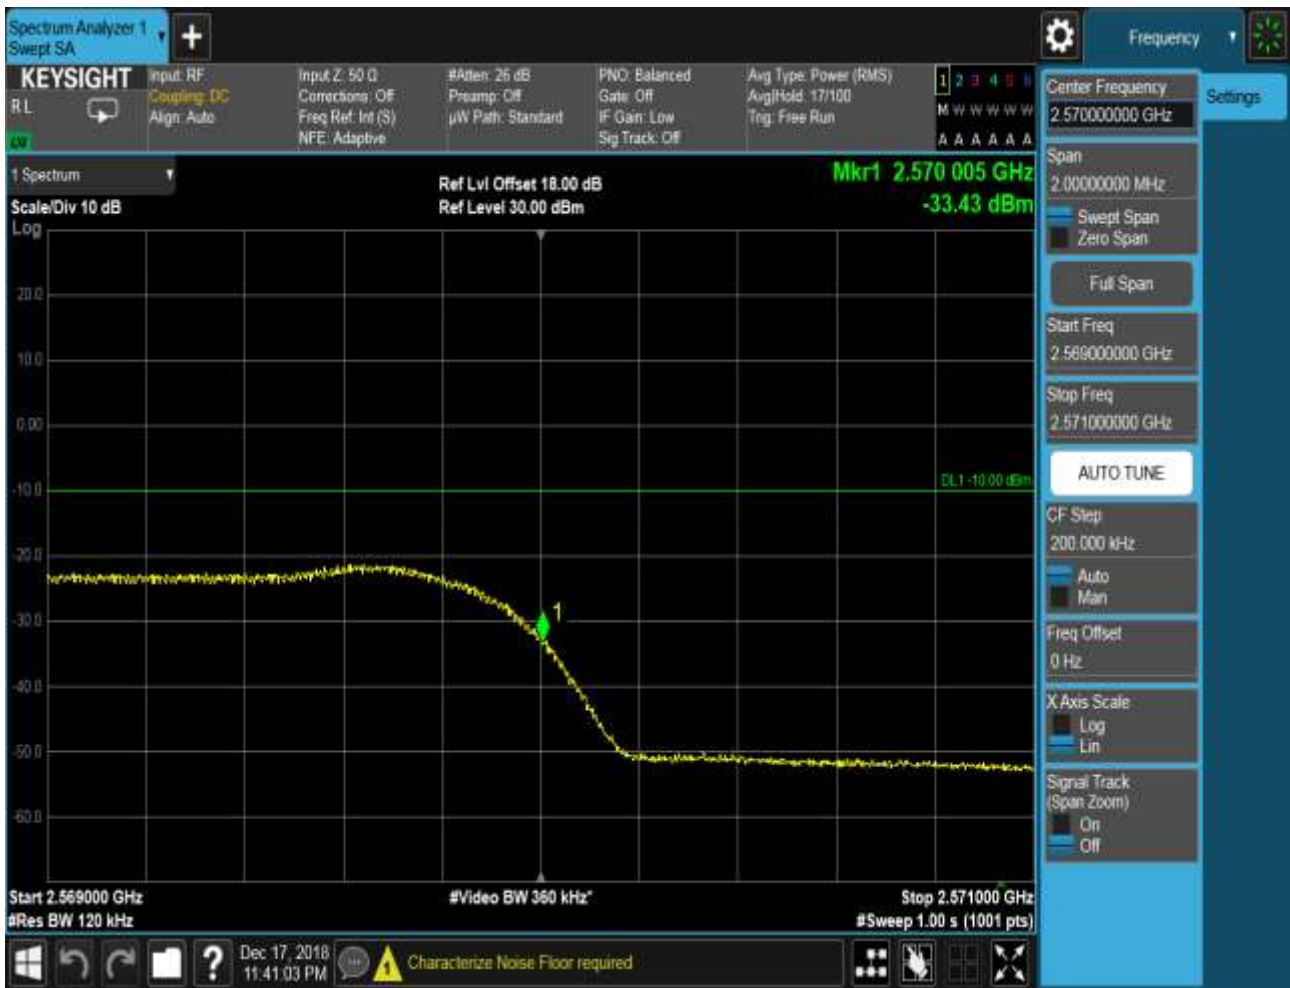 Spectrum Analyzer 1
Swept SA
Frequency
KEYSIGHT
R L
Input: RF
Coupling: DC
Align: Auto
Input Z: 50 Ω
Corrections: Off
Freq Ref: Int (S)
NFE: Adaptive
#Atten: 26 dB
Preamp: Off
µW Path: Standard
PNO: Balanced
Gate: Off
IF Gain: Low
Sig Track: Off
Avg Type: Power (RMS)
Avg|Hold: 17/100
Trig: Free Run
1 2 3 4 5 6
M W W W W W
A A A A A A
1 Spectrum
Scale/Div 10 dB
Log
Ref Lvl Offset 18.00 dB
Ref Level 30.00 dBm
Mkr1 2.570 005 GHz
-33.43 dBm
20.0
10.0
0.00
-10.0
-20.0
-30.0
-40.0
-50.0
-60.0
DL1 -10.00 dBm
1
Start 2.569000 GHz
#Res BW 120 kHz
#Video BW 360 kHz*
Stop 2.571000 GHz
#Sweep 1.00 s (1001 pts)
Center Frequency
2.570000000 GHz
Settings
Span
2.00000000 MHz
Swept Span
Zero Span
Full Span
Start Freq
2.569000000 GHz
Stop Freq
2.571000000 GHz
AUTO TUNE
CF Step
200.000 kHz
Auto
Man
Freq Offset
0 Hz
X Axis Scale
Log
Lin
Signal Track
(Span Zoom)
On
Off
?
Dec 17, 2018
11:41:03 PM
1
Characterize Noise Floor required